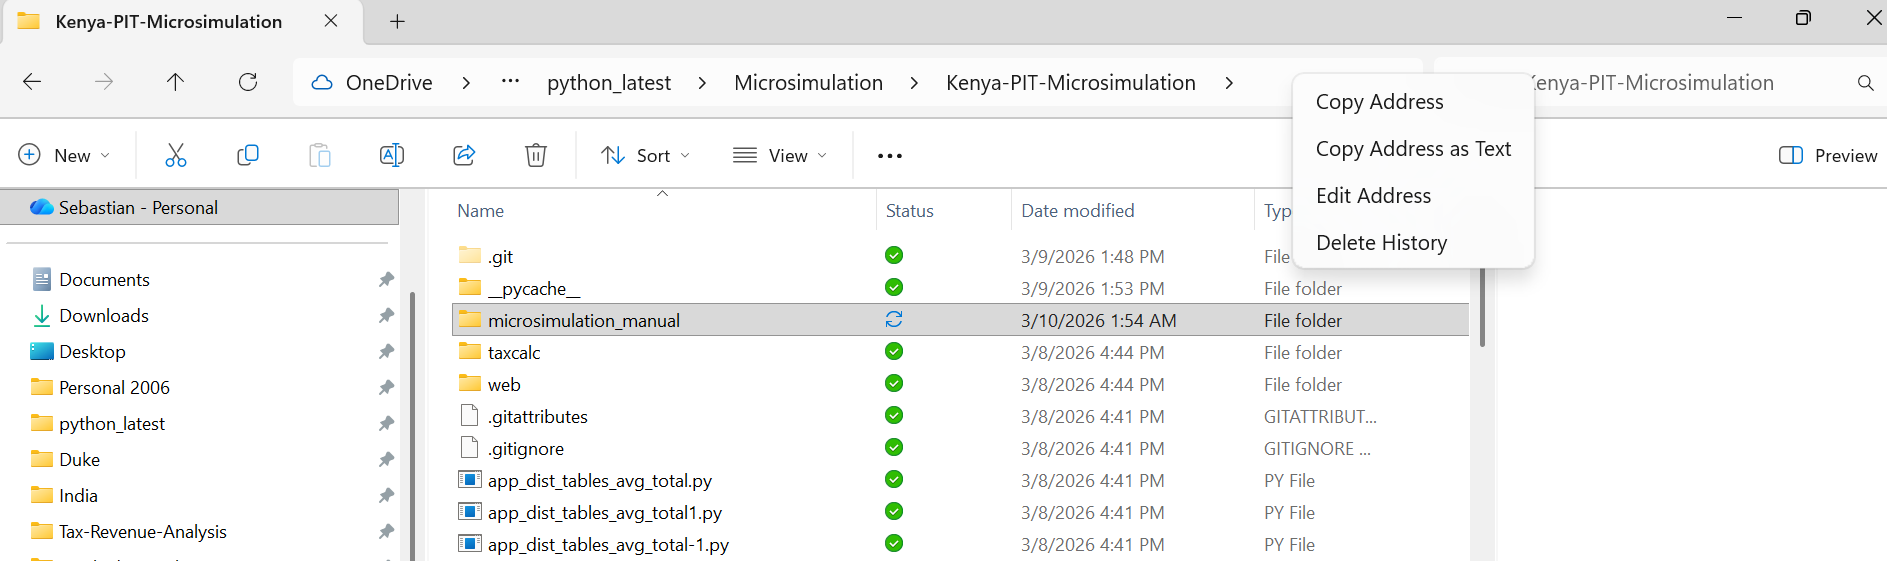 Kenya-PIT-Microsimulation
OneDrive > ... python_latest > Microsimulation > Kenya-PIT-Microsimulation >
enya-PIT-Microsimulation
Copy Address
Copy Address as Text
Edit Address
Delete History
New
Sort
View
Preview
Sebastian - Personal
Documents
Downloads
Desktop
Personal 2006
python_latest
Duke
India
Tax-Revenue-Analysis
Name Status Date modified Typ
.git 3/9/2026 1:48 PM File
__pycache__ 3/9/2026 1:53 PM File folder
microsimulation_manual 3/10/2026 1:54 AM File folder
taxcalc 3/8/2026 4:44 PM File folder
web 3/8/2026 4:44 PM File folder
.gitattributes 3/8/2026 4:41 PM GITATTRIBUT...
.gitignore 3/8/2026 4:41 PM GITIGNORE ...
app_dist_tables_avg_total.py 3/8/2026 4:41 PM PY File
app_dist_tables_avg_total1.py 3/8/2026 4:41 PM PY File
app_dist_tables_avg_total-1.py 3/8/2026 4:41 PM PY File